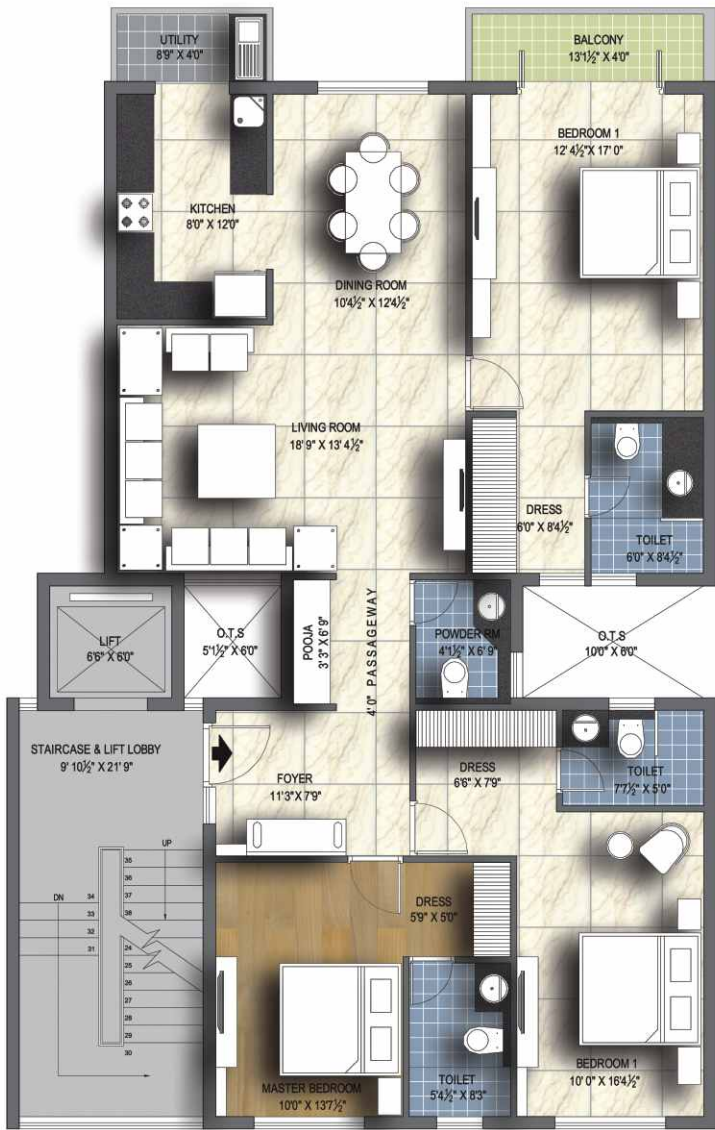 UTILITY
8'9" X 4'0"
BALCONY
13'1½" X 4'0"
BEDROOM 1
12' 4½"X 17' 0"
KITCHEN
8'0" X 12'0"
DINING ROOM
10'4½" X 12'4½"
LIVING ROOM
18' 9" X 13' 4½"
DRESS
6'0" X 8'4½"
TOILET
6'0" X 8'4½"
LIFT
6'6" X 6'0"
O.T.S
5'1½" X 6'0"
POOJA
3' 3" X 6' 9"
4'0" PASSAGEWAY
POWDER RM
4'1½" X 6' 9"
O.T.S
10'0" X 6'0"
STAIRCASE & LIFT LOBBY
9' 10½" X 21' 9"
FOYER
11'3" X 7'9"
DRESS
6'6" X 7'9"
TOILET
7'7½" X 5'0"
UP
DN
35
36
37
38
34
33
32
31
24
25
26
27
28
29
30
DRESS
5'9" X 5'0"
MASTER BEDROOM
10'0" X 13'7½"
TOILET
5'4½" X 8'3"
BEDROOM 1
10' 0" X 16'4½"